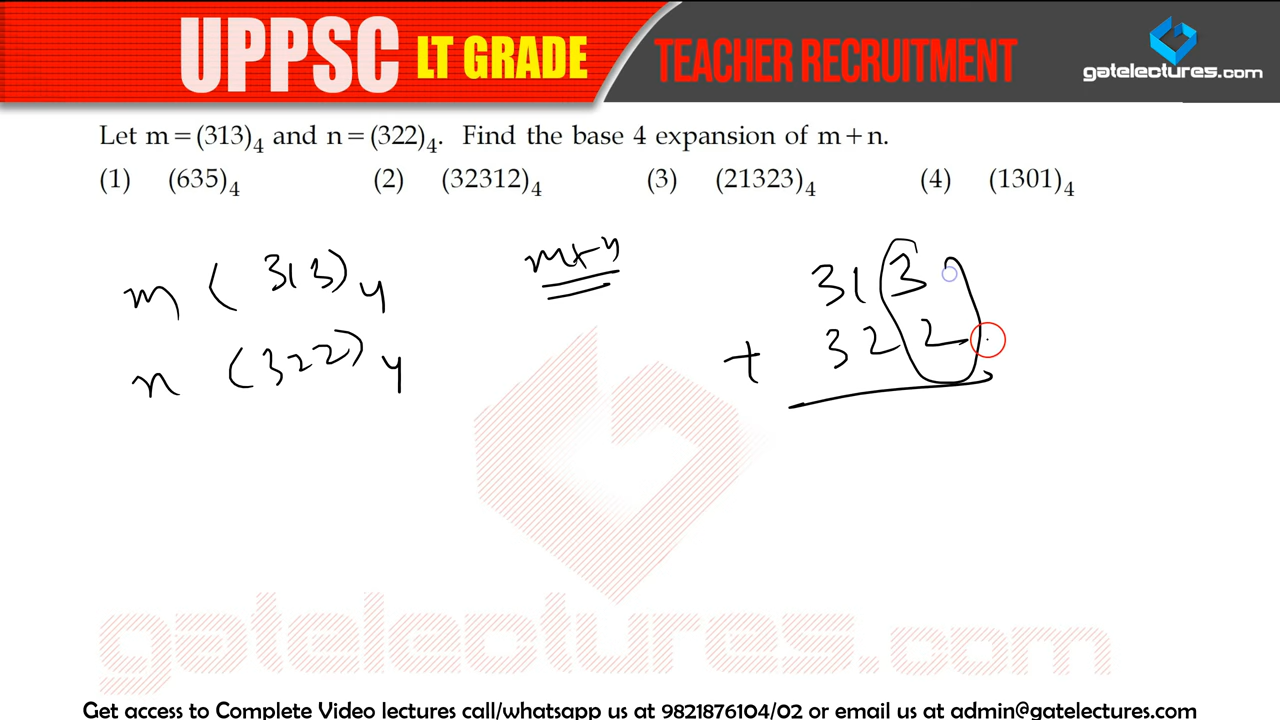 UPPSC LT GRADE TEACHER RECRUITMENT
gatelectures.com
Let m=(313)₄ and n=(322)₄. Find the base 4 expansion of m+n.
(1) (635)₄ (2) (32312)₄ (3) (21323)₄ (4) (1301)₄
m (313)₄
n (322)₄
m+n
313
+ 322
gatelectures.com
Get access to Complete Video lectures call/whatsapp us at 9821876104/02 or email us at admin@gatelectures.com